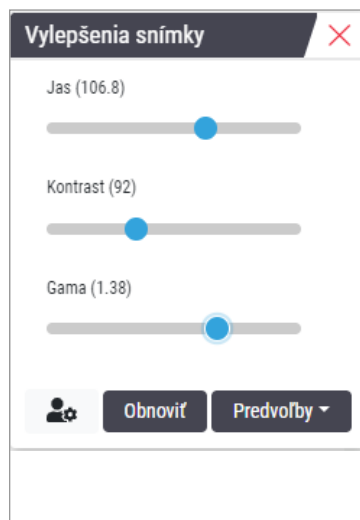 Vylepšenia snímky
Jas (106.8)
Kontrast (92)
Gama (1.38)
Obnoviť
Predvoľby